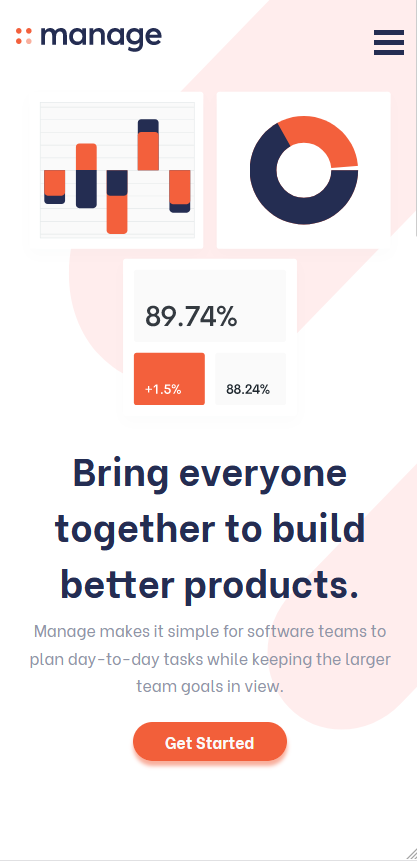 manage
89.74%
+1.5%
88.24%
Bring everyone
together to build
better products.
Manage makes it simple for software teams to
plan day-to-day tasks while keeping the larger
team goals in view.
Get Started